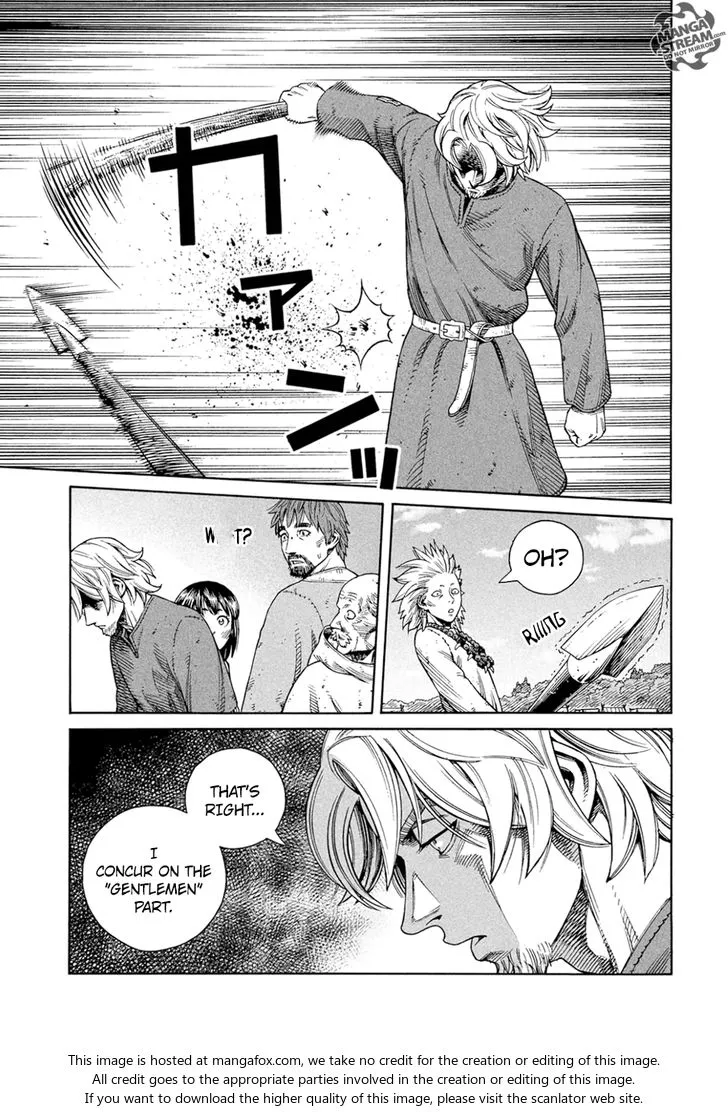 MANGA
STREAM.com
DO NOT MIRROR
カ
ァ
ン
ッ
W T?
OH?
RIIING
THAT'S
RIGHT...
I
CONCUR ON THE
"GENTLEMEN"
PART.
This image is hosted at mangafox.com, we take no credit for the creation or editing of this image.
All credit goes to the appropriate parties involved in the creation or editing of this image.
If you want to download the higher quality of this image, please visit the scanlator web site.